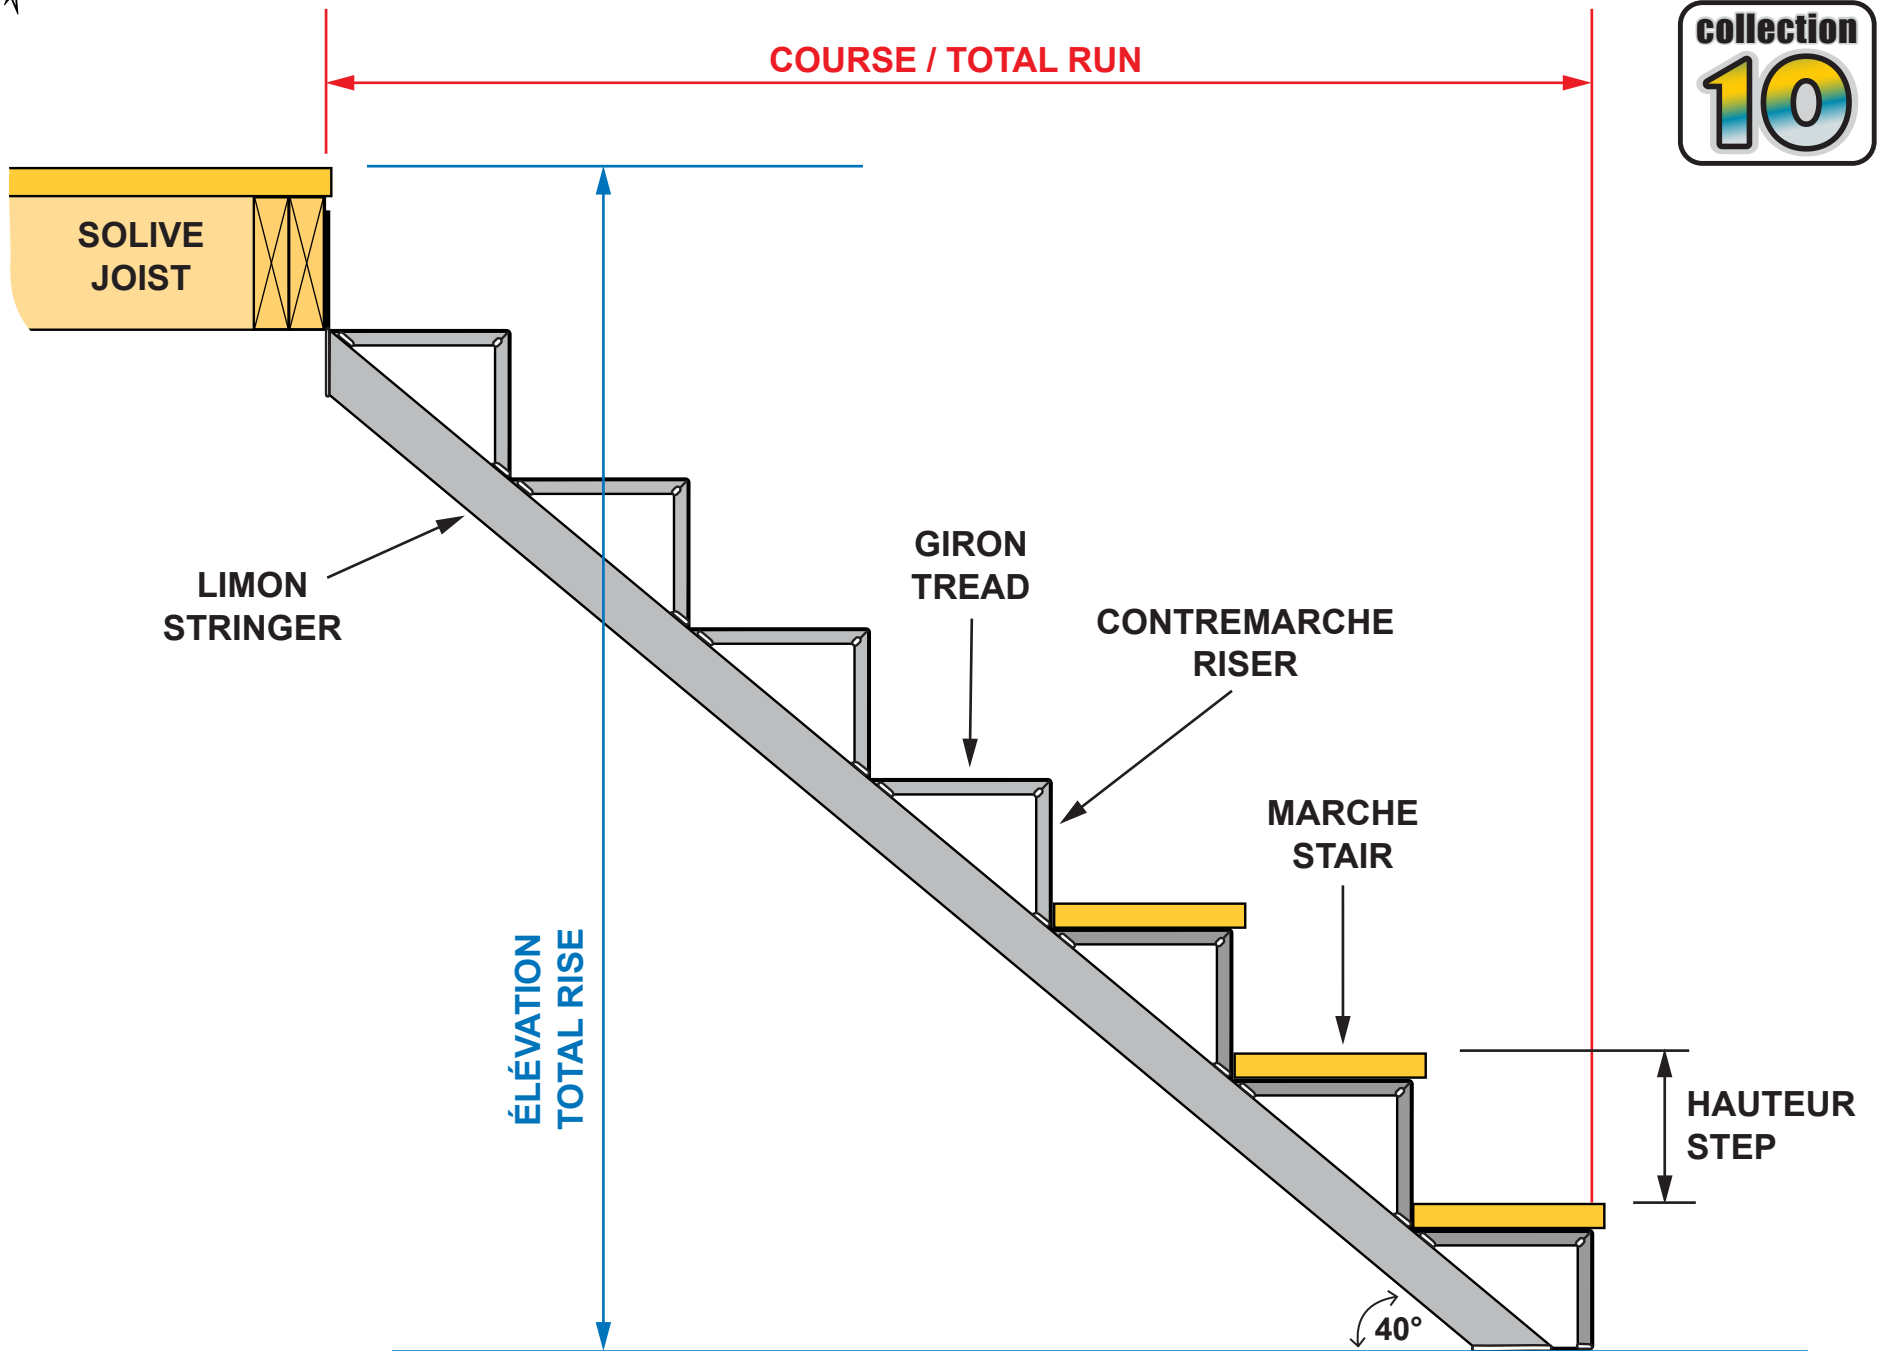 collection
10
COURSE / TOTAL RUN
SOLIVE
JOIST
LIMON
STRINGER
GIRON
TREAD
CONTREMARCHE
RISER
MARCHE
STAIR
ÉLÉVATION
TOTAL RISE
HAUTEUR
STEP
40°